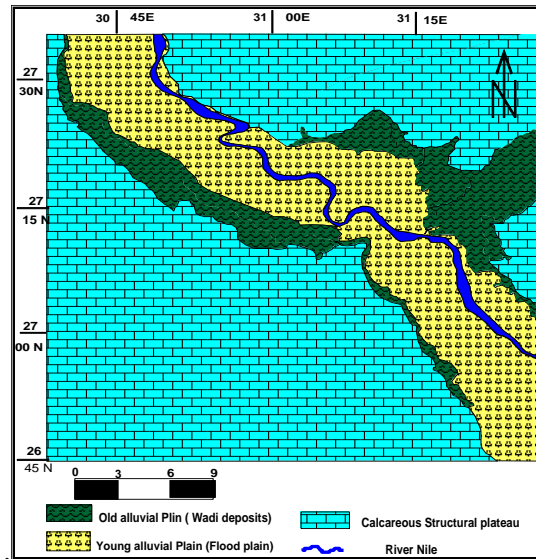 30 45E 31 00E 31 15E
27
30N
27
15 N
27
00 N
26
45 N
N
0 3 6 9
Old alluvial Plin ( Wadi deposits) Calcareous Structural plateau
Young alluvial Plain (Flood plain) River Nile